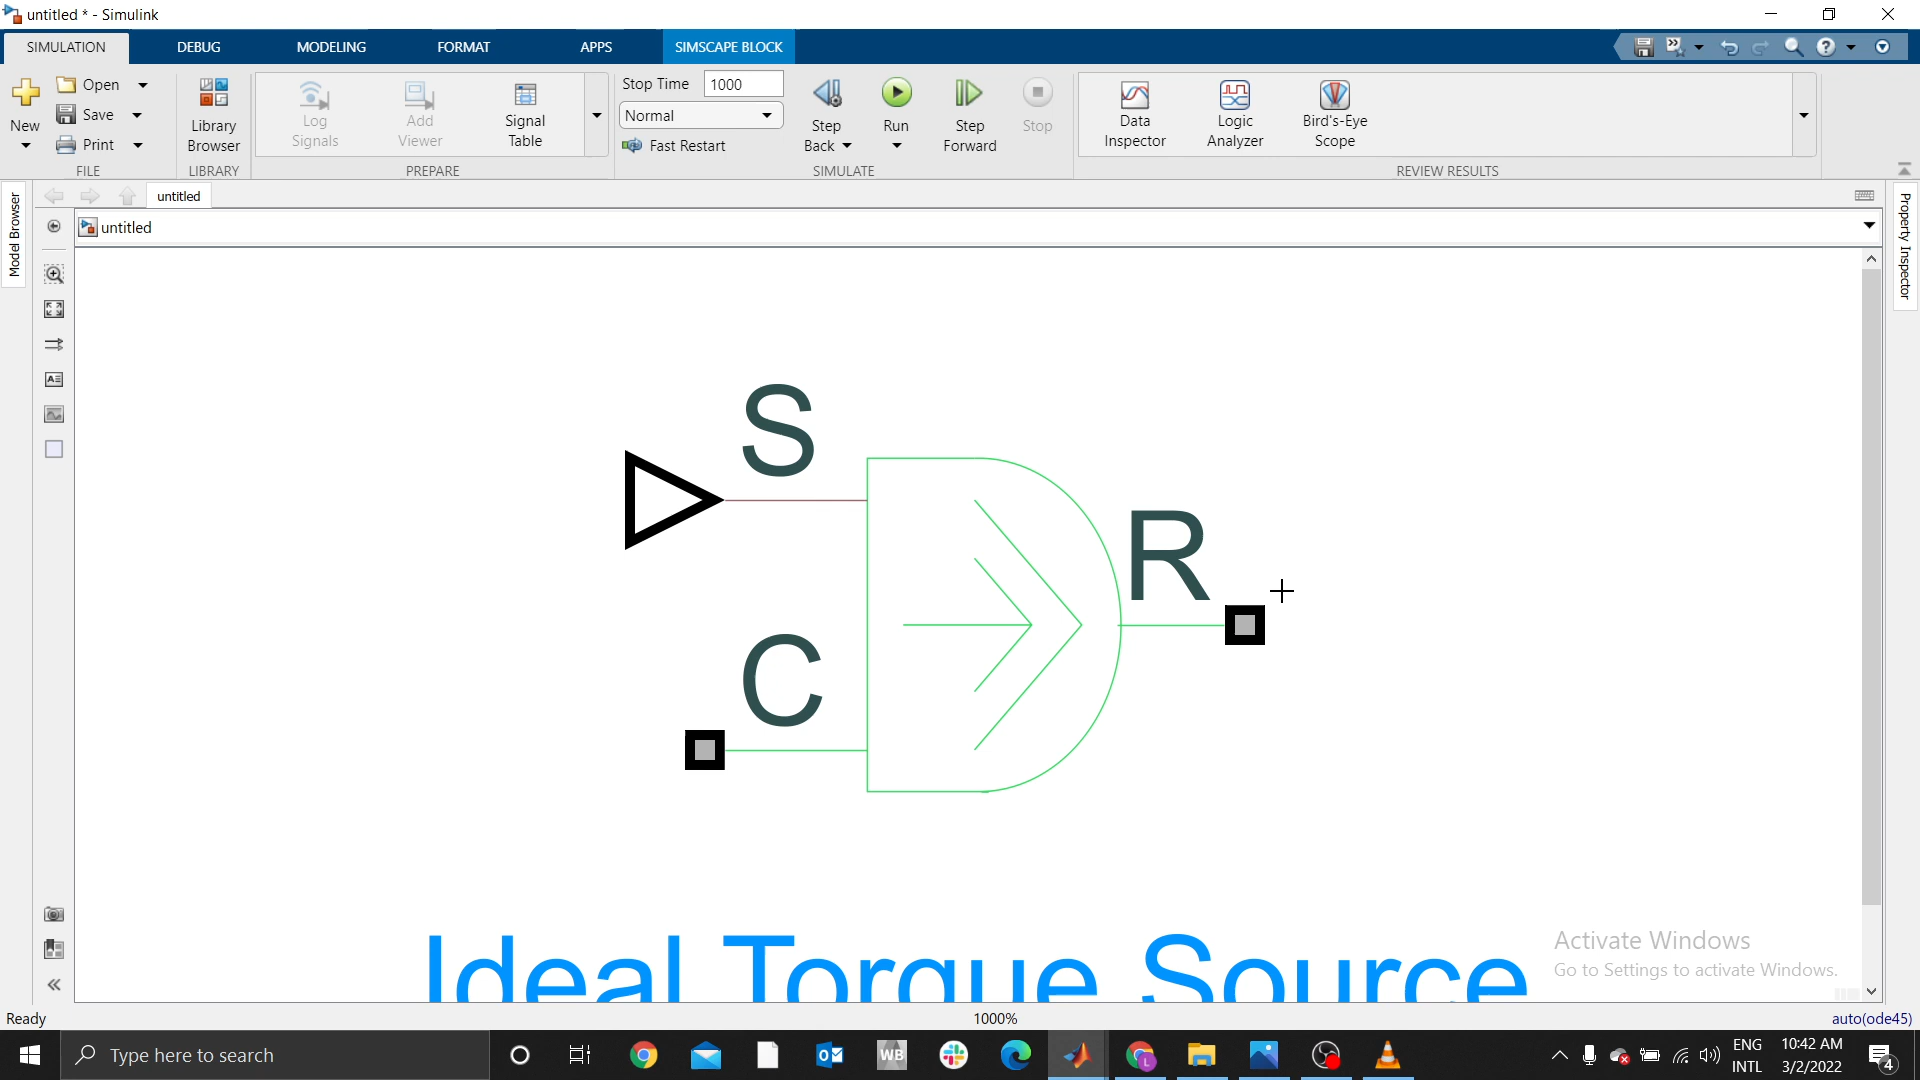 untitled * - Simulink
SIMULATION DEBUG MODELING FORMAT APPS SIMSCAPE BLOCK
New
Open
Save
Print
FILE
Library
Browser
LIBRARY
Log
Signals
Add
Viewer
Signal
Table
PREPARE
Stop Time 1000
Normal
Fast Restart
Step
Back
Run
Step
Forward
Stop
SIMULATE
Data
Inspector
Logic
Analyzer
Bird's-Eye
Scope
REVIEW RESULTS
Model Browser
untitled
untitled
Property Inspector
S
R
C
Ideal Torque Source
Activate Windows
Go to Settings to activate Windows.
Ready 1000% auto(ode45)
Type here to search
WB
ENG
INTL
10:42 AM
3/2/2022
4